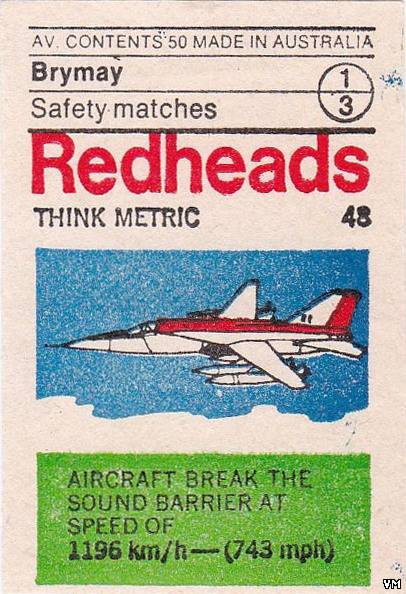 AV. CONTENTS 50 MADE IN AUSTRALIA
Brymay
1
3
Safety matches
Redheads
THINK METRIC 48
AIRCRAFT BREAK THE
SOUND BARRIER AT
SPEED OF
1196 km/h — (743 mph)
VM